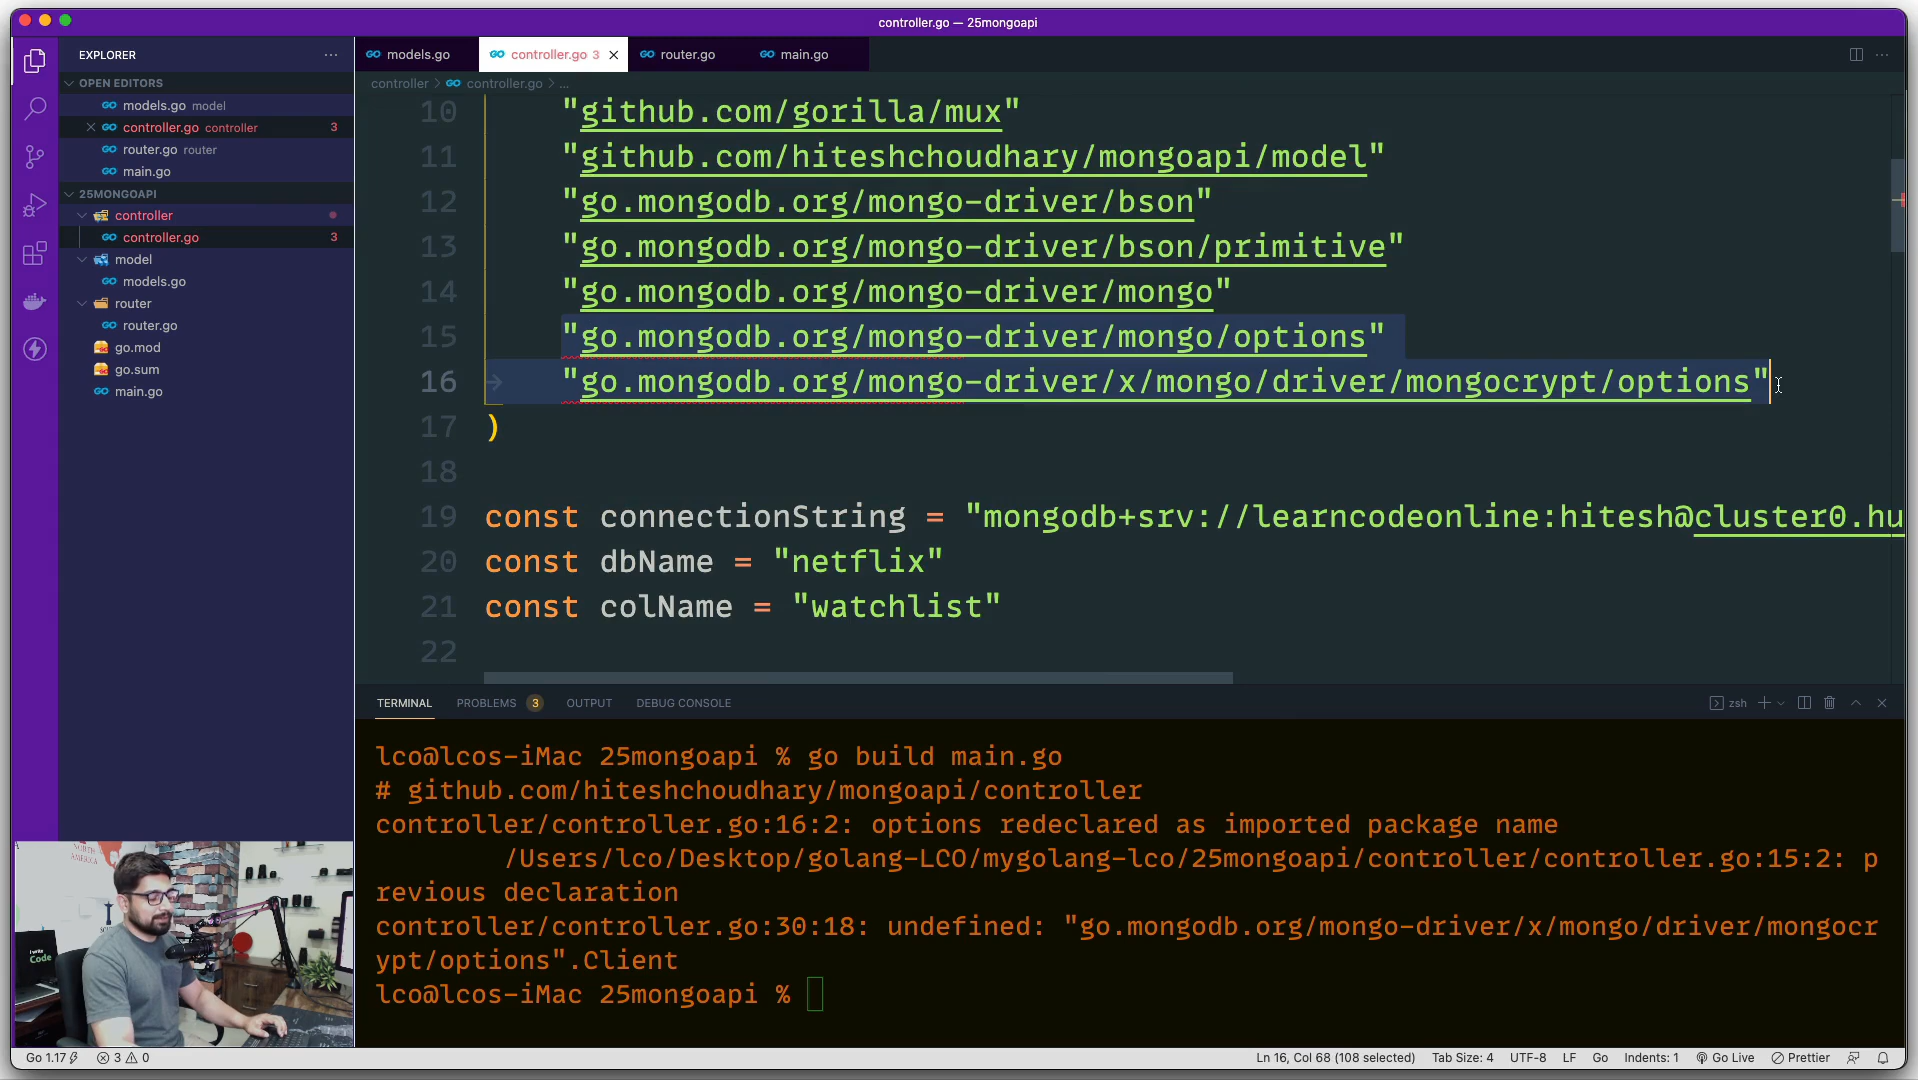 controller.go — 25mongoapi
EXPLORER
OPEN EDITORS
models.go model
controller.go controller 3
router.go router
main.go
25MONGOAPI
controller
controller.go 3
model
models.go
router
router.go
go.mod
go.sum
main.go
models.go
controller.go 3
router.go
main.go
controller > controller.go > ...
10 "github.com/gorilla/mux"
11 "github.com/hiteshchoudhary/mongoapi/model"
12 "go.mongodb.org/mongo-driver/bson"
13 "go.mongodb.org/mongo-driver/bson/primitive"
14 "go.mongodb.org/mongo-driver/mongo"
15 "go.mongodb.org/mongo-driver/mongo/options"
16 "go.mongodb.org/mongo-driver/x/mongo/driver/mongocrypt/options"
17 )
18
19 const connectionString = "mongodb+srv://learncodeonline:hitesh@cluster0.hu
20 const dbName = "netflix"
21 const colName = "watchlist"
22
TERMINAL PROBLEMS 3 OUTPUT DEBUG CONSOLE
zsh
lco@lcos-iMac 25mongoapi % go build main.go
# github.com/hiteshchoudhary/mongoapi/controller
controller/controller.go:16:2: options redeclared as imported package name
/Users/lco/Desktop/golang-LCO/mygolang-lco/25mongoapi/controller/controller.go:15:2: p
revious declaration
controller/controller.go:30:18: undefined: "go.mongodb.org/mongo-driver/x/mongo/driver/mongocr
ypt/options".Client
lco@lcos-iMac 25mongoapi %
AMERICA
Code
Go 1.17 3 0
Ln 16, Col 68 (108 selected) Tab Size: 4 UTF-8 LF Go Indents: 1 Go Live Prettier